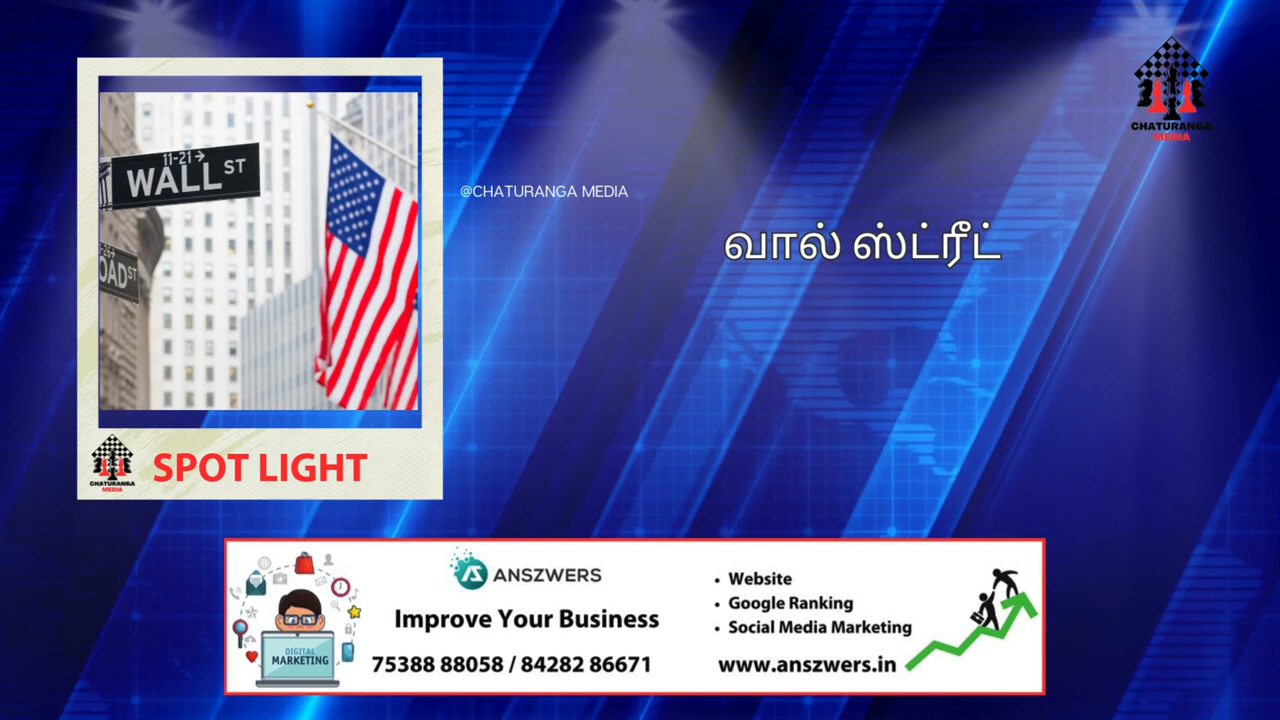 11-21→
WALL ST
OAD ST
@CHATURANGA MEDIA
CHATURANGA
MEDIA
வால் ஸ்ட்ரீட்
CHATURANGA
MEDIA
SPOT LIGHT
DIGITAL
MARKETING
ANSZWERS
Improve Your Business
75388 88058 / 84282 86671
• Website
• Google Ranking
• Social Media Marketing
www.anszwers.in